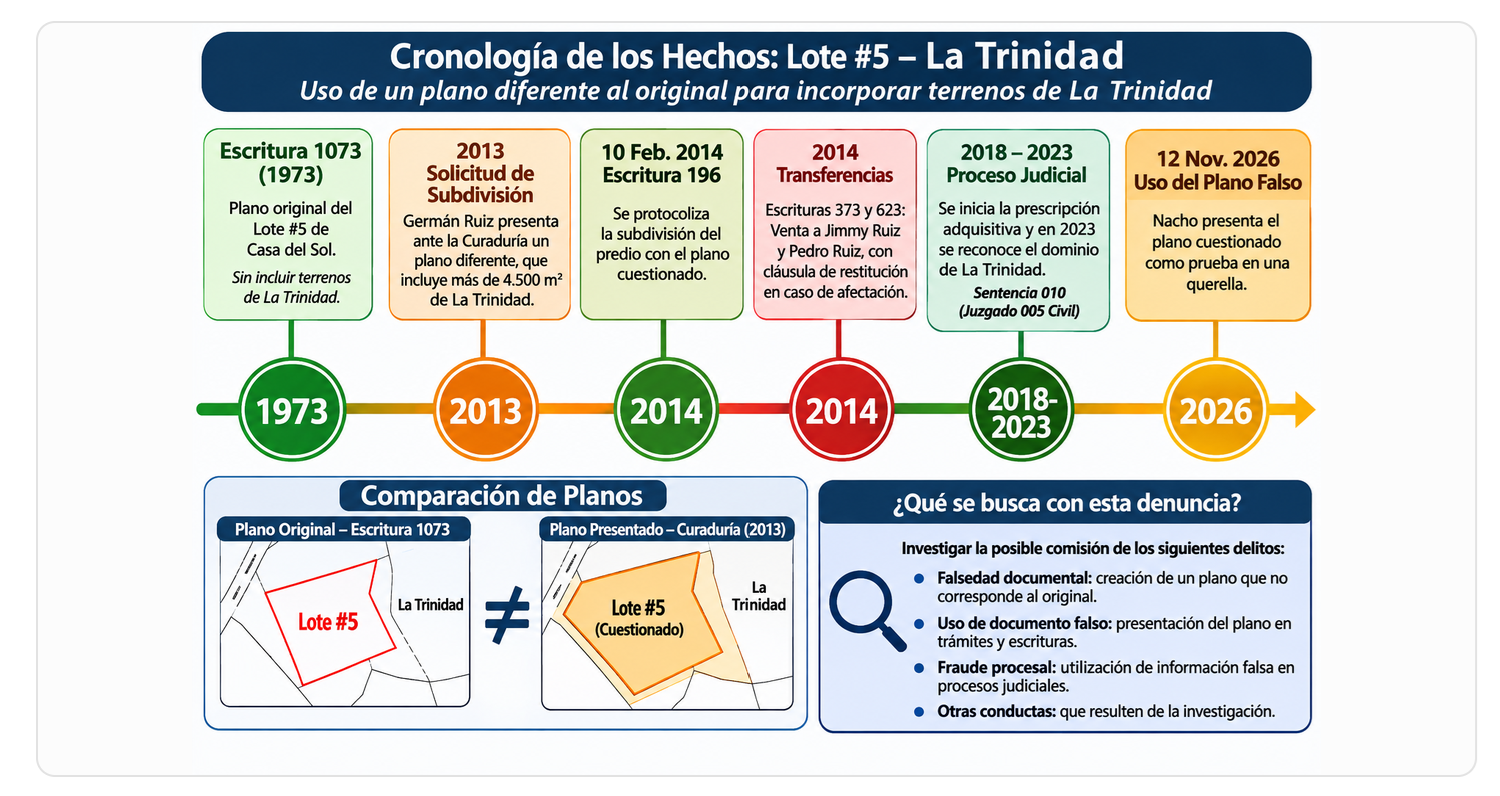 Cronología de los Hechos: Lote #5 – La Trinidad
Uso de un plano diferente al original para incorporar terrenos de La Trinidad
Escritura 1073
(1973)
Plano original del
Lote #5 de
Casa del Sol.
Sin incluir terrenos
de La Trinidad.
2013
Solicitud de
Subdivisión
Germán Ruiz presenta
ante la Curaduría un
plano diferente, que
incluye más de 4.500 m²
de La Trinidad.
10 Feb. 2014
Escritura 196
Se protocoliza
la subdivisión del
predio con el plano
cuestionado.
2014
Transferencias
Escrituras 373 y 623:
Venta a Jimmy Ruiz
y Pedro Ruiz, con
cláusula de restitución
en caso de afectación.
2018 – 2023
Proceso Judicial
Se inicia la prescripción
adquisitiva y en 2023
se reconoce el dominio
de La Trinidad.
Sentencia 010
(Juzgado 005 Civil)
12 Nov. 2026
Uso del Plano Falso
Nacho presenta el
plano cuestionado
como prueba en una
querella.
1973
2013
2014
2014
2018-
2023
2026
Comparación de Planos
Plano Original – Escritura 1073
Lote #5
La Trinidad
≠
Plano Presentado – Curaduría (2013)
Lote #5
(Cuestionado)
La
Trinidad
¿Qué se busca con esta denuncia?
Investigar la posible comisión de los siguientes delitos:
Falsedad documental: creación de un plano que no
corresponde al original.
Uso de documento falso: presentación del plano en
trámites y escrituras.
Fraude procesal: utilización de información falsa en
procesos judiciales.
Otras conductas: que resulten de la investigación.